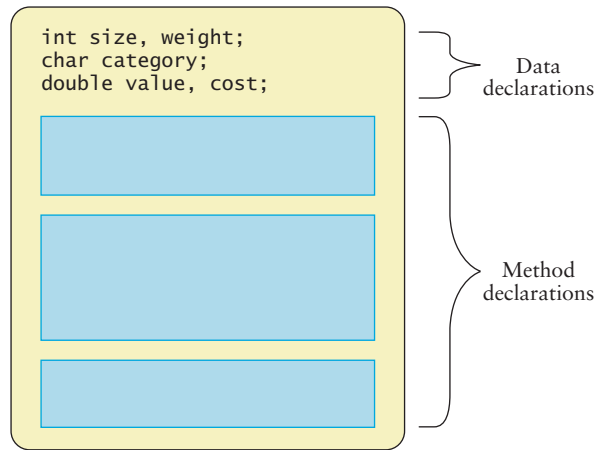 int size, weight;
char category;
double value, cost;
Data
declarations
Method
declarations